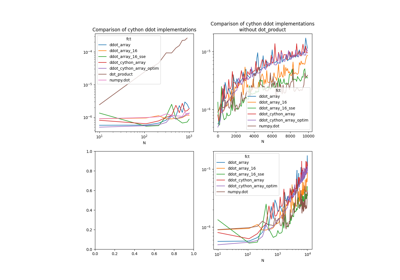 Comparison of cython ddot implementations
fct
ddot_array
ddot_array_16
ddot_array_16_sse
ddot_cython_array
ddot_cython_array_optim
dot_product
numpy.dot
N
Comparison of cython ddot implementations
without dot_product
fct
ddot_array
ddot_array_16
ddot_array_16_sse
ddot_cython_array
ddot_cython_array_optim
numpy.dot
0 2000 4000 6000 8000 10000
N
1.0
0.8
0.6
0.4
0.2
0.0
0.0 0.2 0.4 0.6 0.8 1.0
fct
ddot_array
ddot_array_16
ddot_array_16_sse
ddot_cython_array
ddot_cython_array_optim
numpy.dot
N